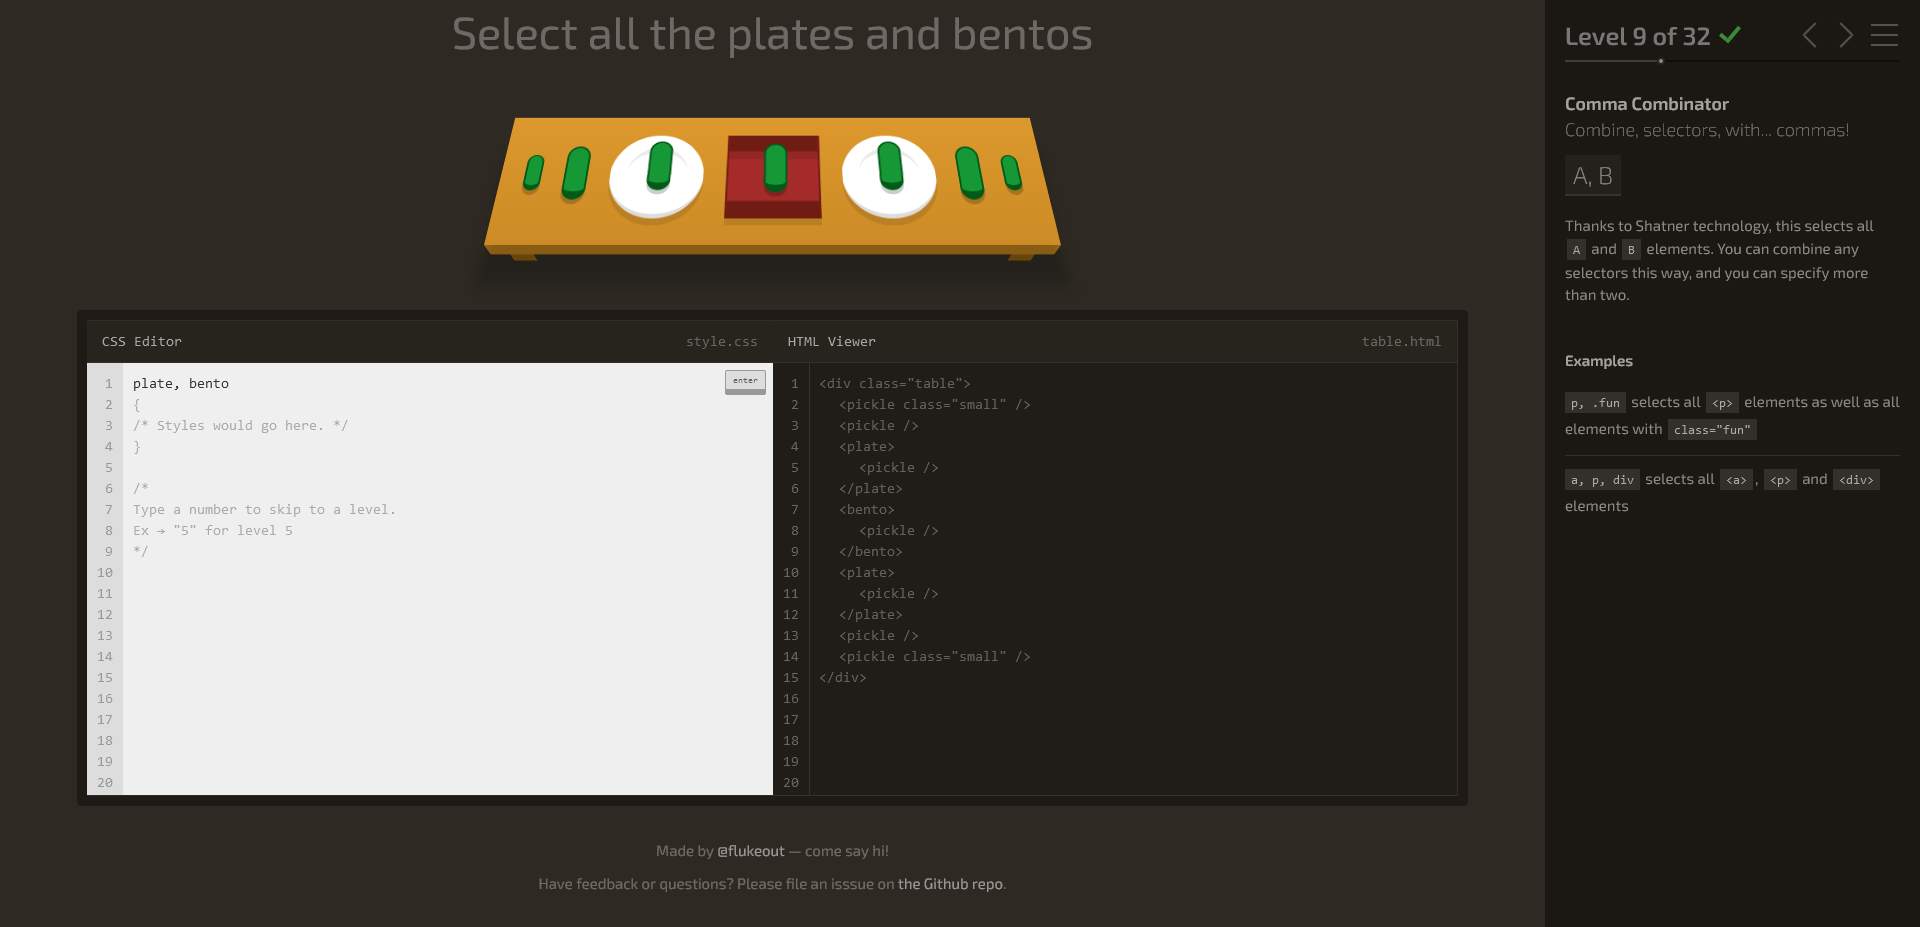 Select all the plates and bentos
CSS Editor
style.css
1 plate, bento
enter
2 {
3 /* Styles would go here. */
4 }
5
6 /*
7 Type a number to skip to a level.
8 Ex → "5" for level 5
9 */
10
11
12
13
14
15
16
17
18
19
20
HTML Viewer
table.html
1 <div class="table">
2 <pickle class="small" />
3 <pickle />
4 <plate>
5 <pickle />
6 </plate>
7 <bento>
8 <pickle />
9 </bento>
10 <plate>
11 <pickle />
12 </plate>
13 <pickle />
14 <pickle class="small" />
15 </div>
16
17
18
19
20
Made by @flukeout — come say hi!
Have feedback or questions? Please file an isssue on the Github repo.
Level 9 of 32
Comma Combinator
Combine, selectors, with... commas!
A, B
Thanks to Shatner technology, this selects all
A and B elements. You can combine any
selectors this way, and you can specify more
than two.
Examples
p, .fun selects all <p> elements as well as all
elements with class="fun"
a, p, div selects all <a>, <p> and <div>
elements